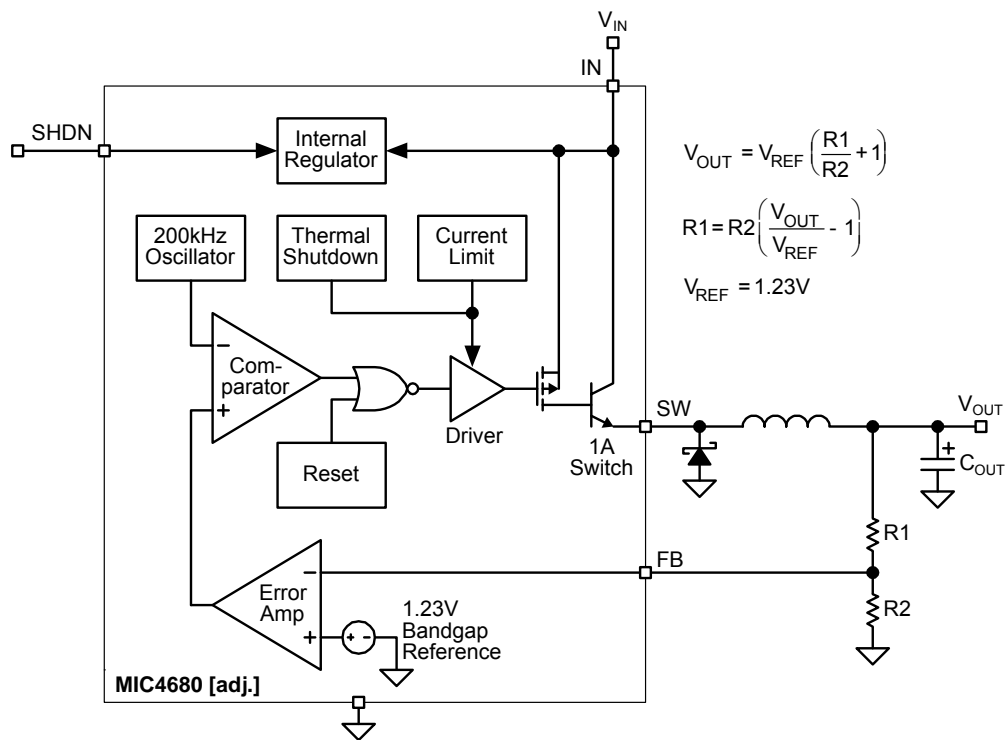 V_IN
IN
SHDN
Internal
Regulator
V_OUT = V_REF (R1/R2 + 1)
R1 = R2 (V_OUT/V_REF - 1)
V_REF = 1.23V
200kHz
Oscillator
Thermal
Shutdown
Current
Limit
−
Com-
parator
+
Driver
Reset
1A
Switch
SW
V_OUT
+
C_OUT
R1
FB
R2
−
Error
Amp
+
1.23V
Bandgap
Reference
+ -
MIC4680 [adj.]